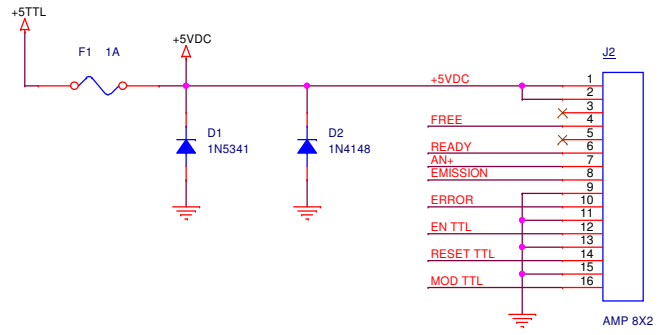 +5TTL
F1 1A
+5VDC
D1
1N5341
D2
1N4148
J2
+5VDC
1
2
3
FREE
4
5
READY
6
AN+
7
EMISSION
8
9
ERROR
10
11
EN TTL
12
13
RESET TTL
14
15
MOD TTL
16
AMP 8X2